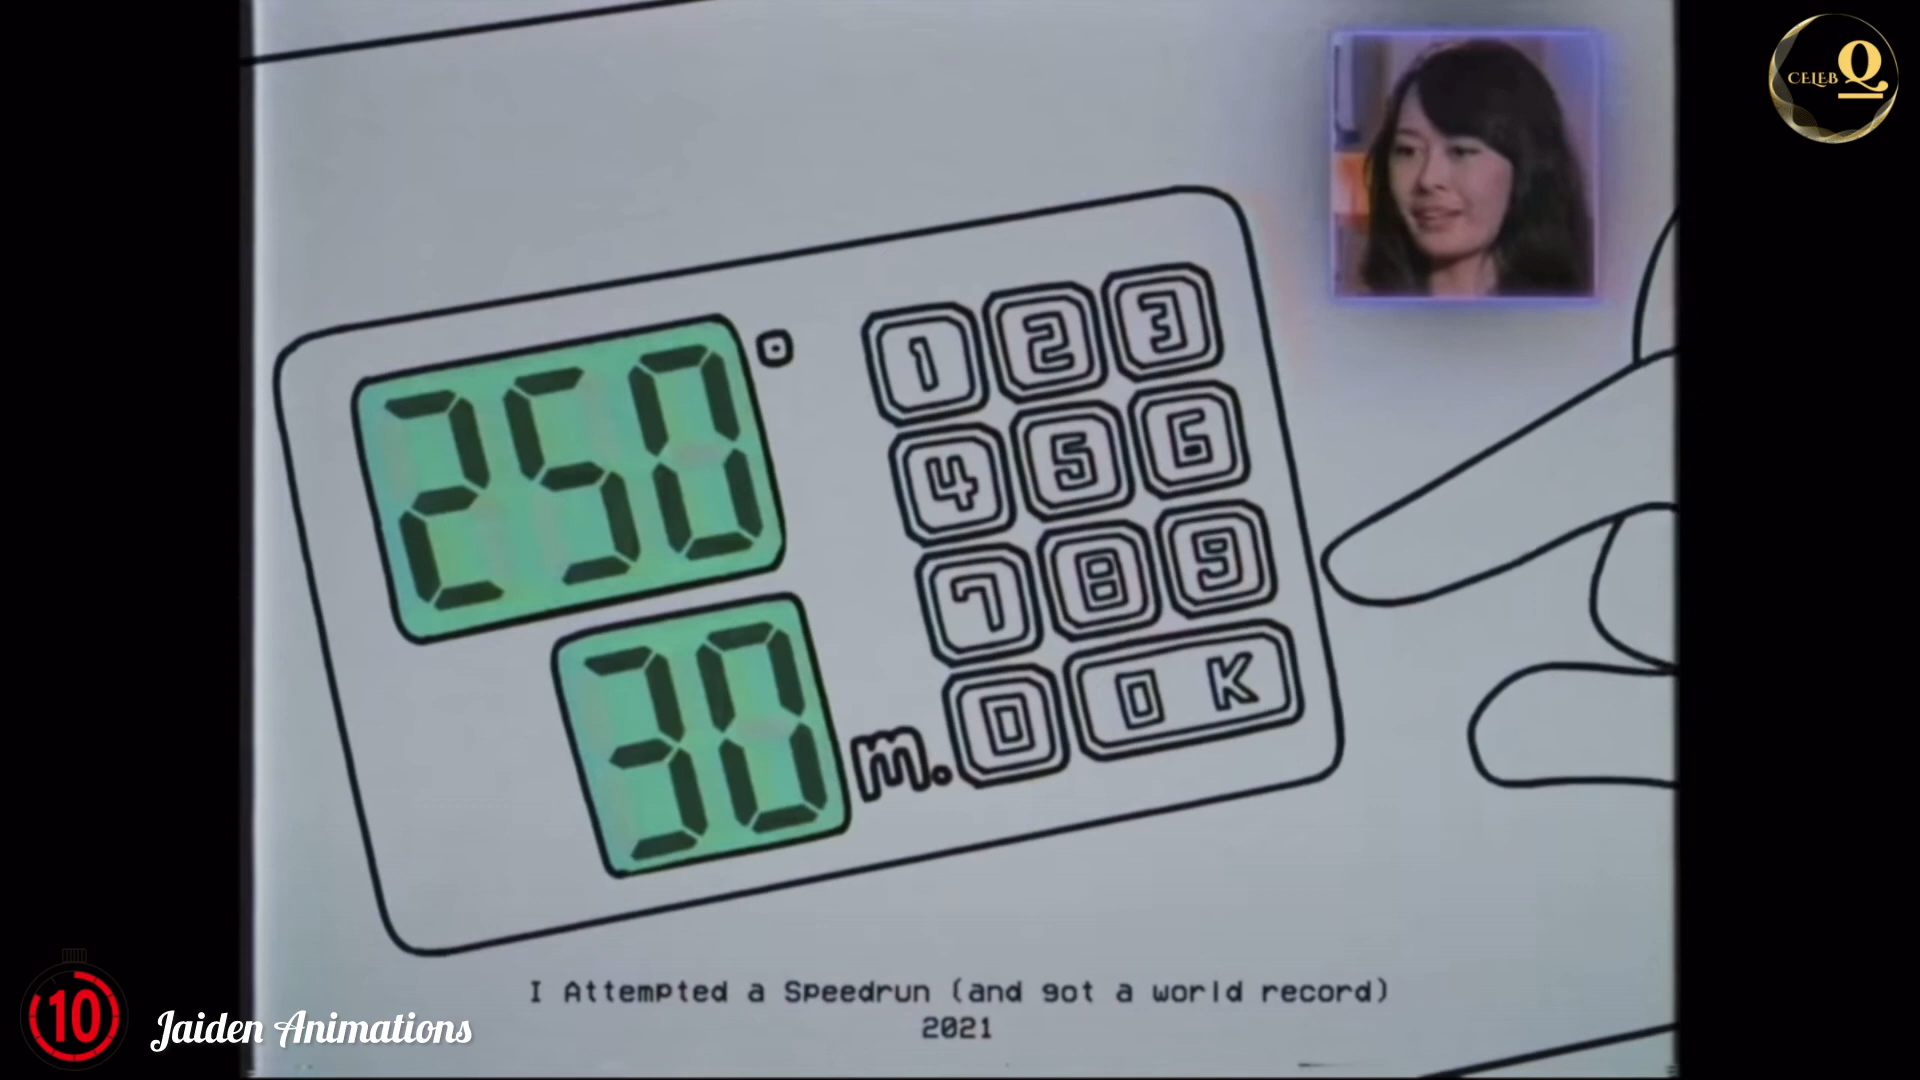 CELEB Q
250°
30 m.
1 2 3
4 5 6
7 8 9
0 OK
I Attempted a Speedrun (and got a world record)
2021
10
Jaiden Animations